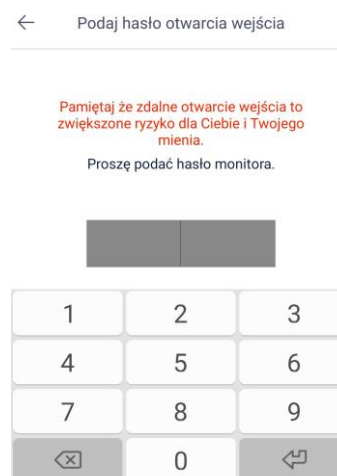 Podaj hasło otwarcia wejścia
Pamiętaj że zdalne otwarcie wejścia to
zwiększone ryzyko dla Ciebie i Twojego
mienia.
Proszę podać hasło monitora.
1 2 3
4 5 6
7 8 9
0